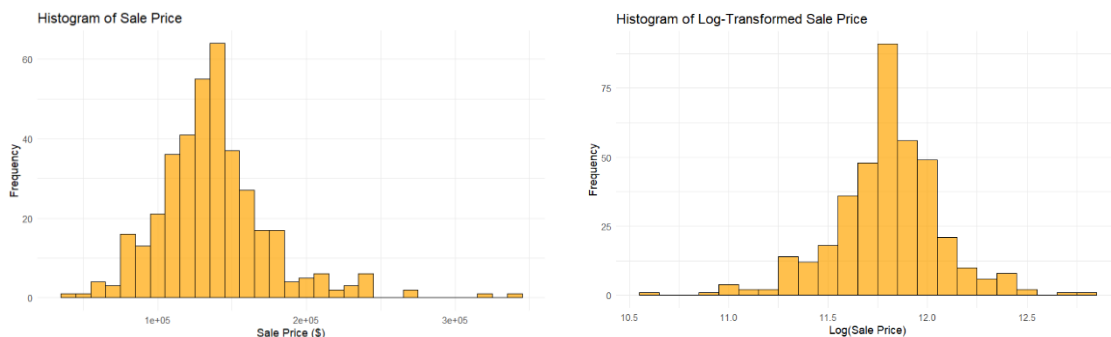 Histogram of Sale Price
Frequency
60
40
20
0
1e+05 2e+05 3e+05
Sale Price ($)
Histogram of Log-Transformed Sale Price
Frequency
75
50
25
0
10.5 11.0 11.5 12.0 12.5
Log(Sale Price)